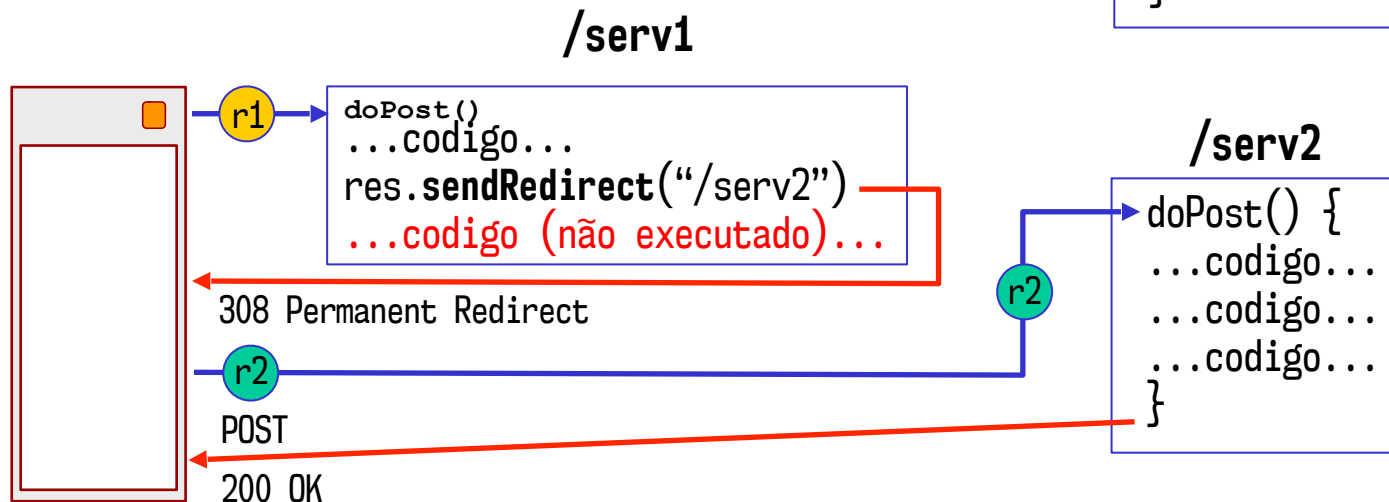 }
/serv1
r1
doPost()
...codigo...
res.sendRedirect(“/serv2”)
...codigo (não executado)...
308 Permanent Redirect
r2
POST
200 OK
r2
/serv2
doPost() {
...codigo...
...codigo...
...codigo...
}